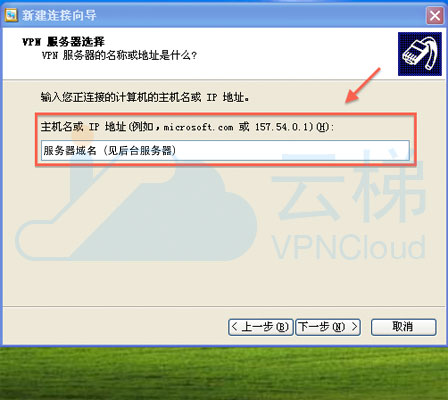 新建连接向导
VPN 服务器选择
VPN 服务器的名称或地址是什么?
输入您正连接的计算机的主机名或 IP 地址。
主机名或 IP 地址(例如，microsoft.com 或 157.54.0.1)(H):
服务器域名 (见后台服务器)
云梯
VPNCloud
< 上一步(B)
下一步(N) >
取消